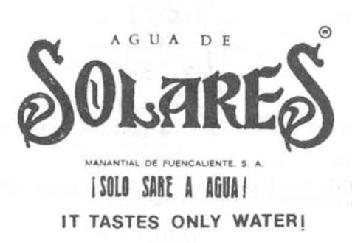 AGUA DE
SOLARES®
MANANTIAL DE FUENCALIENTE, S. A.
¡SOLO SABE A AGUA!
IT TASTES ONLY WATER¡